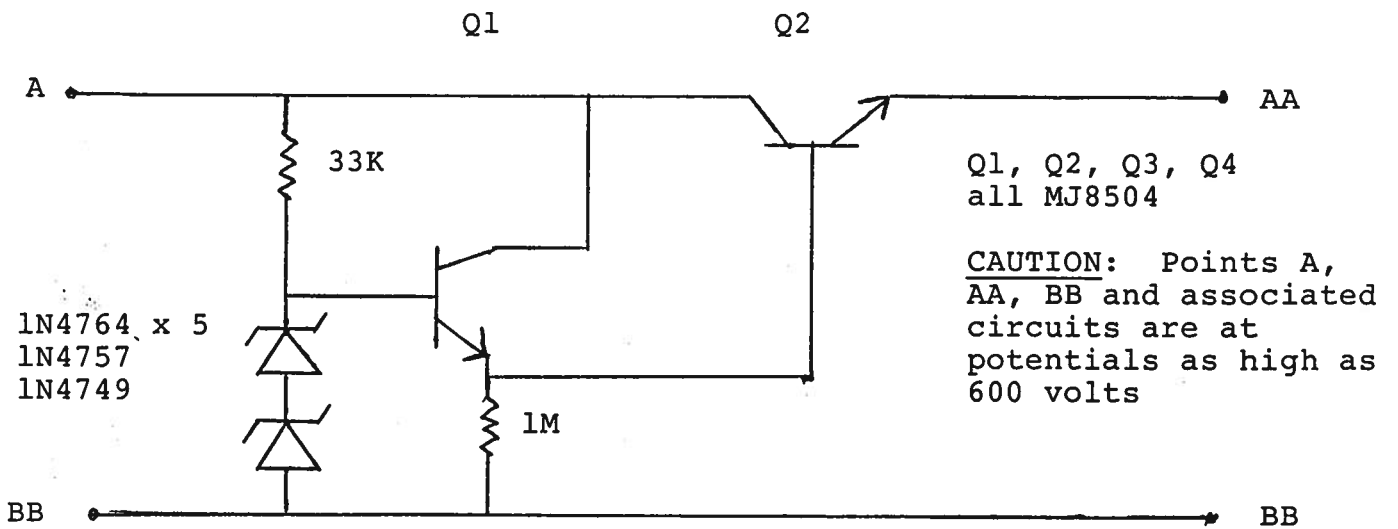 Q1 Q2
A
AA
33K
Q1, Q2, Q3, Q4
all MJ8504
CAUTION: Points A,
AA, BB and associated
circuits are at
potentials as high as
600 volts
1N4764 x 5
1N4757
1N4749
1M
BB
BB